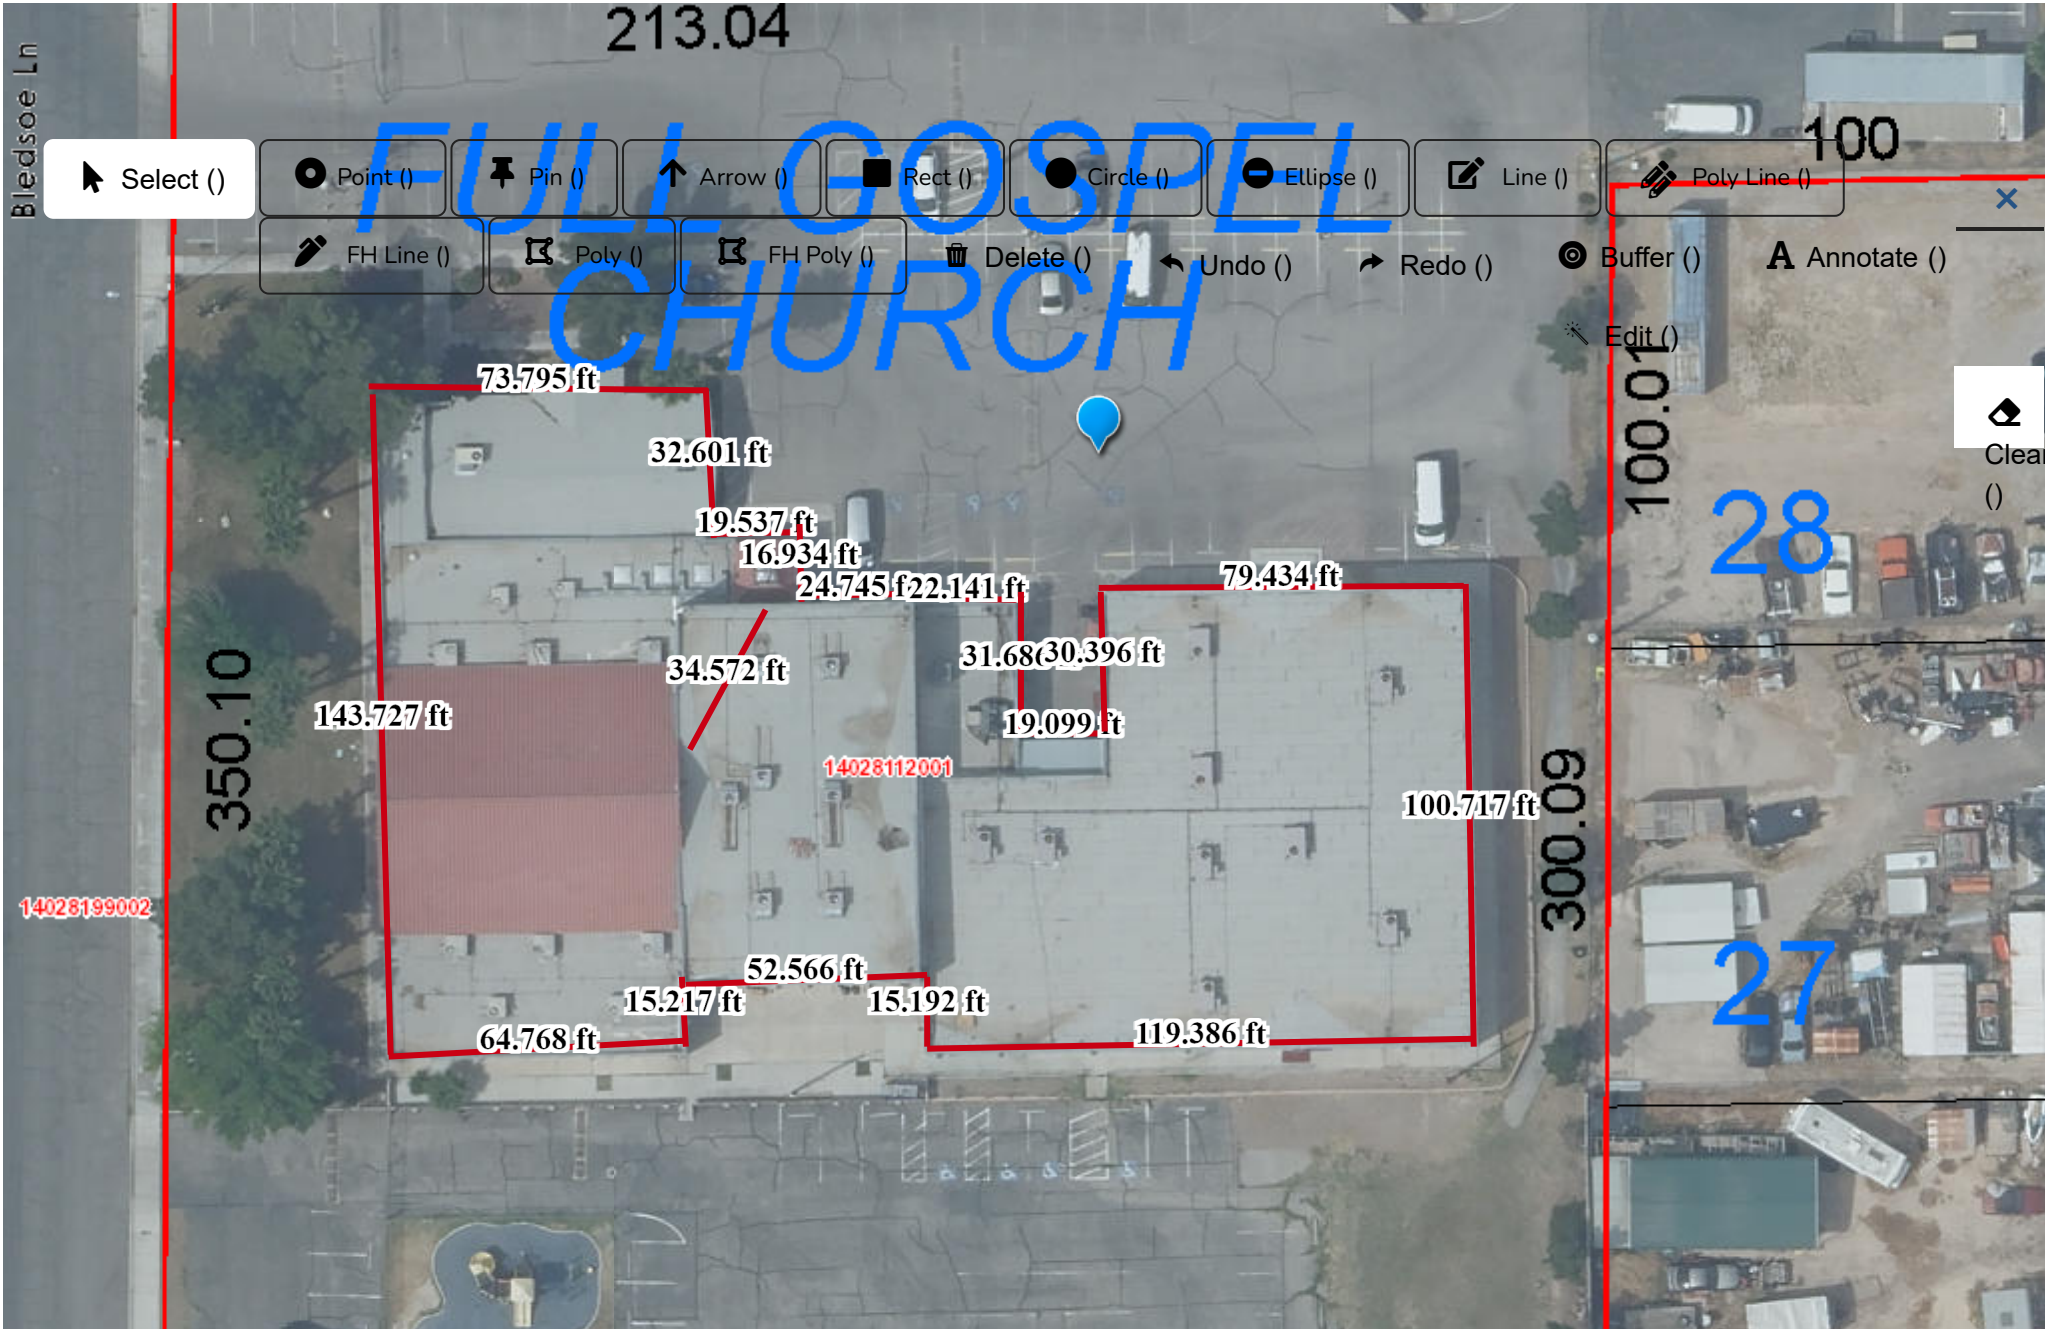 213.04
Bledsoe Ln
FULL GOSPEL
CHURCH
100
Select ()
Point ()
Pin ()
Arrow ()
Rect ()
Circle ()
Ellipse ()
Line ()
Poly Line ()
×
FH Line ()
Poly ()
FH Poly ()
Delete ()
Undo ()
Redo ()
Buffer ()
A Annotate ()
Edit ()
100.01
Clear
()
73.795 ft
32.601 ft
19.537 ft
16.934 ft
24.745 f
22.141 ft
79.434 ft
28
31.686
30.396 ft
34.572 ft
350.10
143.727 ft
19.099 ft
14028112001
100.717 ft
300.09
14028199002
52.566 ft
15.217 ft
15.192 ft
27
64.768 ft
119.386 ft